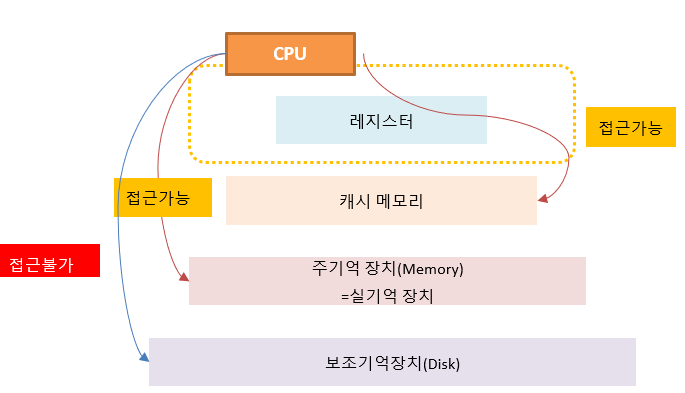 CPU
레지스터
접근가능
접근가능
캐시 메모리
접근불가
주기억 장치(Memory)
=실기억 장치
보조기억장치(Disk)